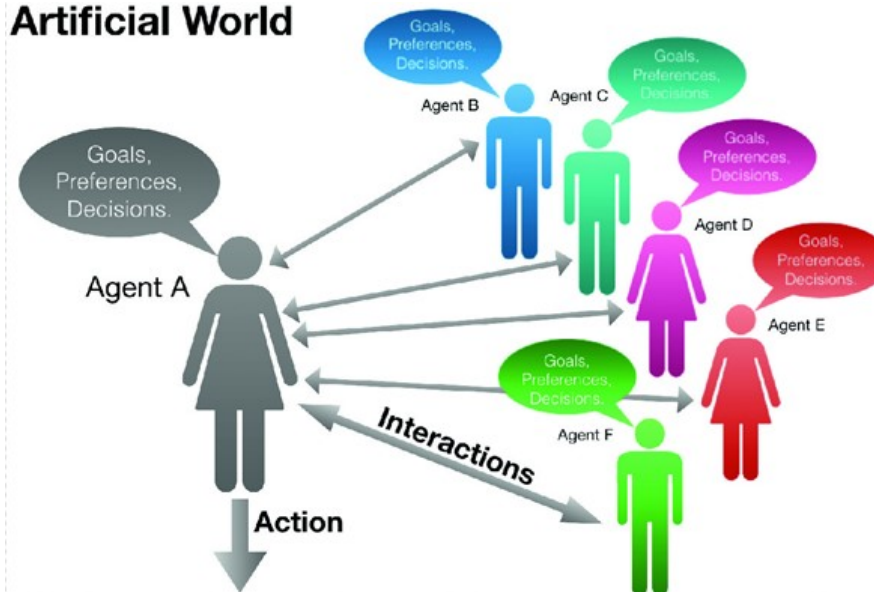 Artificial World
Goals,
Preferences,
Decisions.
Agent A
Goals,
Preferences,
Decisions.
Agent B
Goals,
Preferences,
Decisions.
Agent C
Goals,
Preferences,
Decisions.
Agent D
Goals,
Preferences,
Decisions.
Agent E
Goals,
Preferences,
Decisions.
Agent F
Interactions
Action